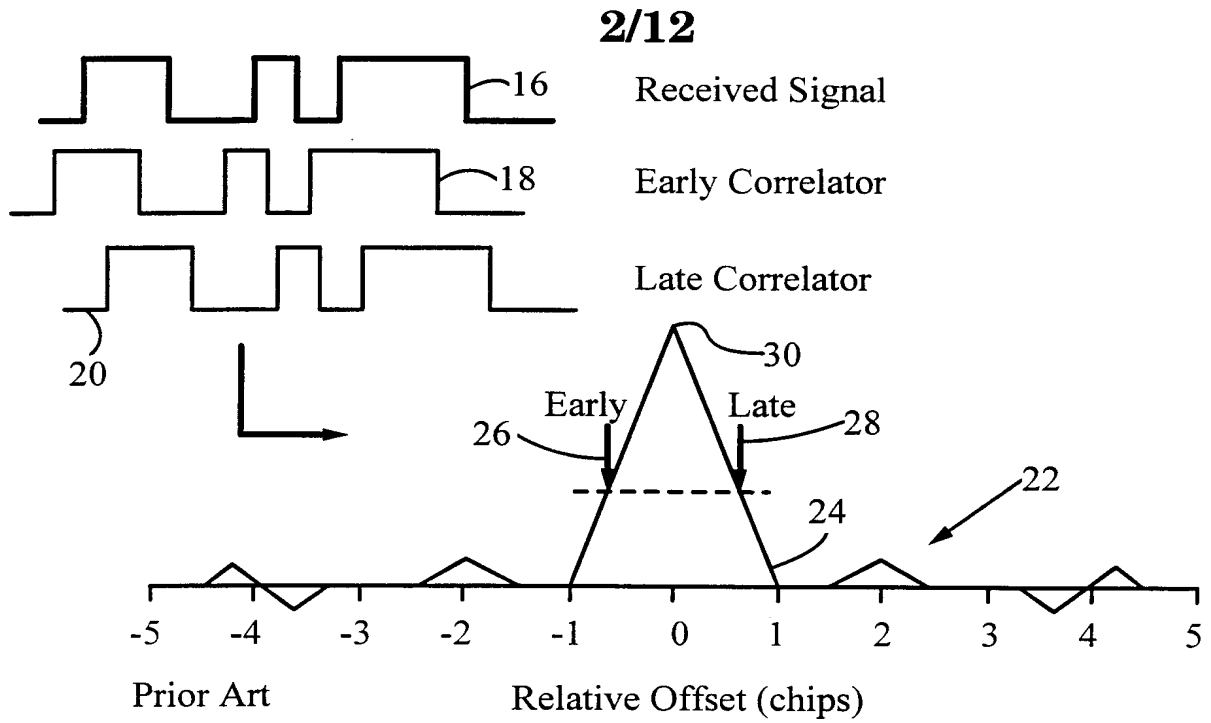 2/12
16
Received Signal
18
Early Correlator
Late Correlator
20
30
Early
Late
26
28
22
24
-5 -4 -3 -2 -1 0 1 2 3 4 5
Prior Art
Relative Offset (chips)